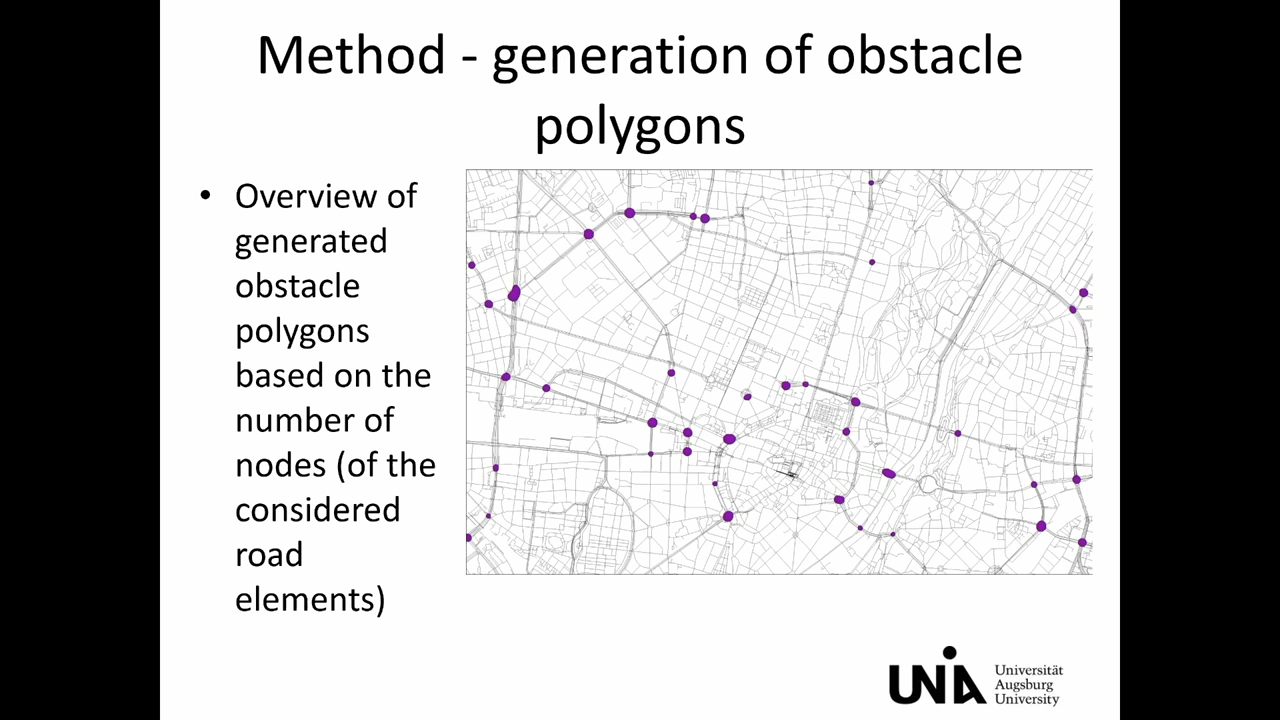 Method - generation of obstacle
polygons
• Overview of
generated
obstacle
polygons
based on the
number of
nodes (of the
considered
road
elements)
UNIA
Universität
Augsburg
University